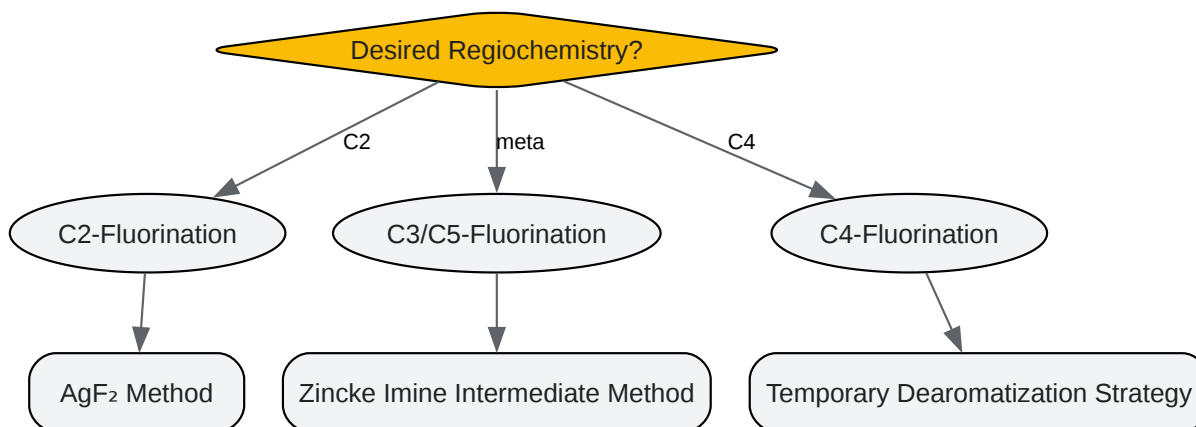 Desired Regiochemistry?
C2
meta
C4
C2-Fluorination
C3/C5-Fluorination
C4-Fluorination
AgF₂ Method
Zincke Imine Intermediate Method
Temporary Dearomatization Strategy